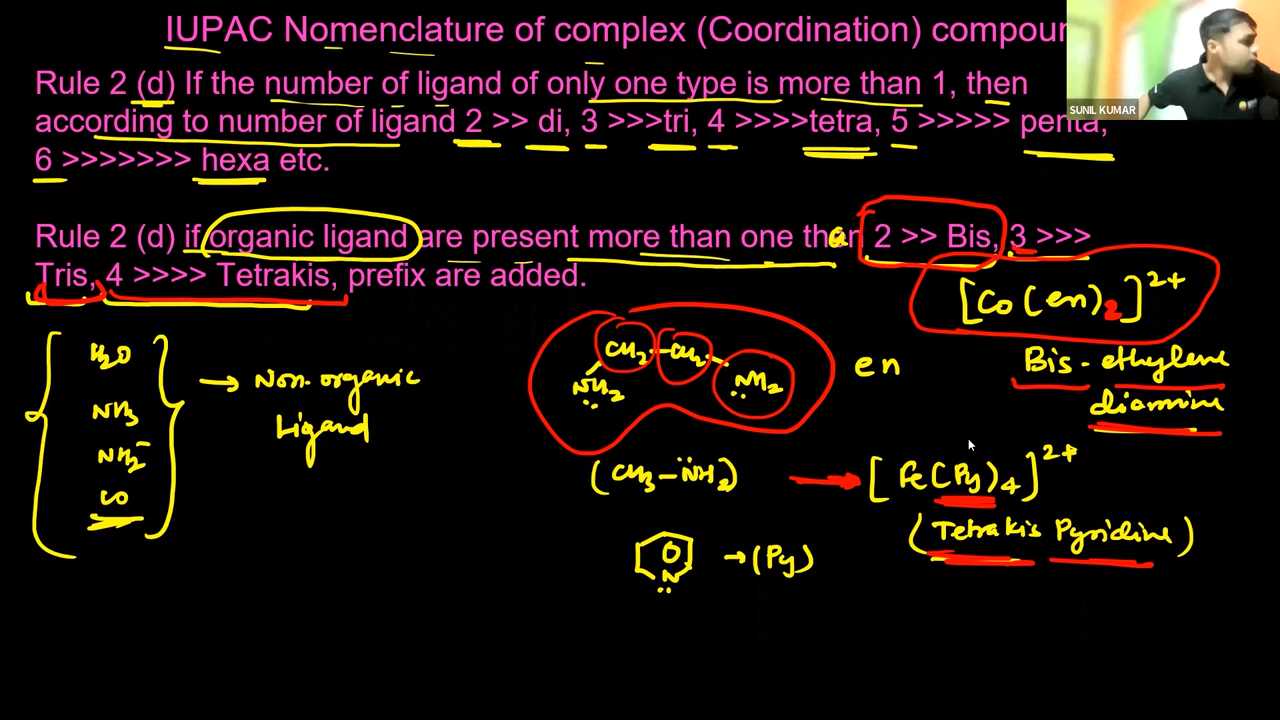 IUPAC Nomenclature of complex (Coordination) compoun
SUNIL KUMAR
Rule 2 (d) If the number of ligand of only one type is more than 1, then
according to number of ligand 2 >> di, 3 >>>tri, 4 >>>>tetra, 5 >>>>> penta,
6 >>>>>>> hexa etc.
Rule 2 (d) if organic ligand are present more than one than 2 >> Bis, 3 >>>
Tris, 4 >>>> Tetrakis, prefix are added.
[Co(en)2]2+
H2O
NH3
NH2-
CO
→ Non-organic
Ligand
CH2-CH2-
NH2 NH2
en
Bis-ethylene
diamine
(CH3-NH2) → [Fe(Py)4]2+
(Tetrakis Pyridine)
N → (Py)